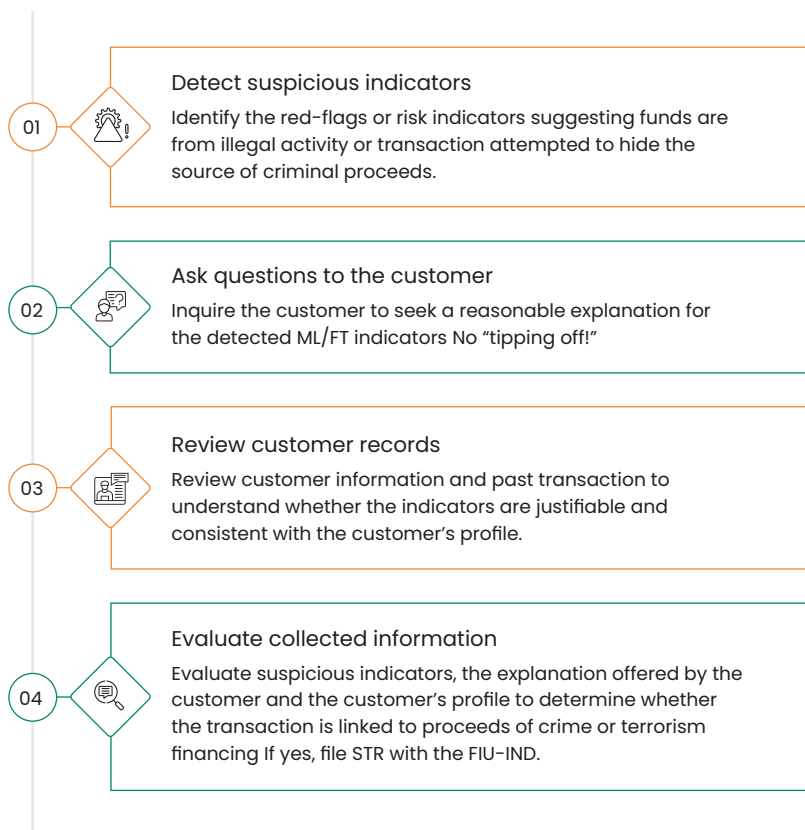 01
Detect suspicious indicators
Identify the red-flags or risk indicators suggesting funds are
from illegal activity or transaction attempted to hide the
source of criminal proceeds.
02
Ask questions to the customer
Inquire the customer to seek a reasonable explanation for
the detected ML/FT indicators No “tipping off!”
03
Review customer records
Review customer information and past transaction to
understand whether the indicators are justifiable and
consistent with the customer’s profile.
04
Evaluate collected information
Evaluate suspicious indicators, the explanation offered by the
customer and the customer’s profile to determine whether
the transaction is linked to proceeds of crime or terrorism
financing If yes, file STR with the FIU-IND.